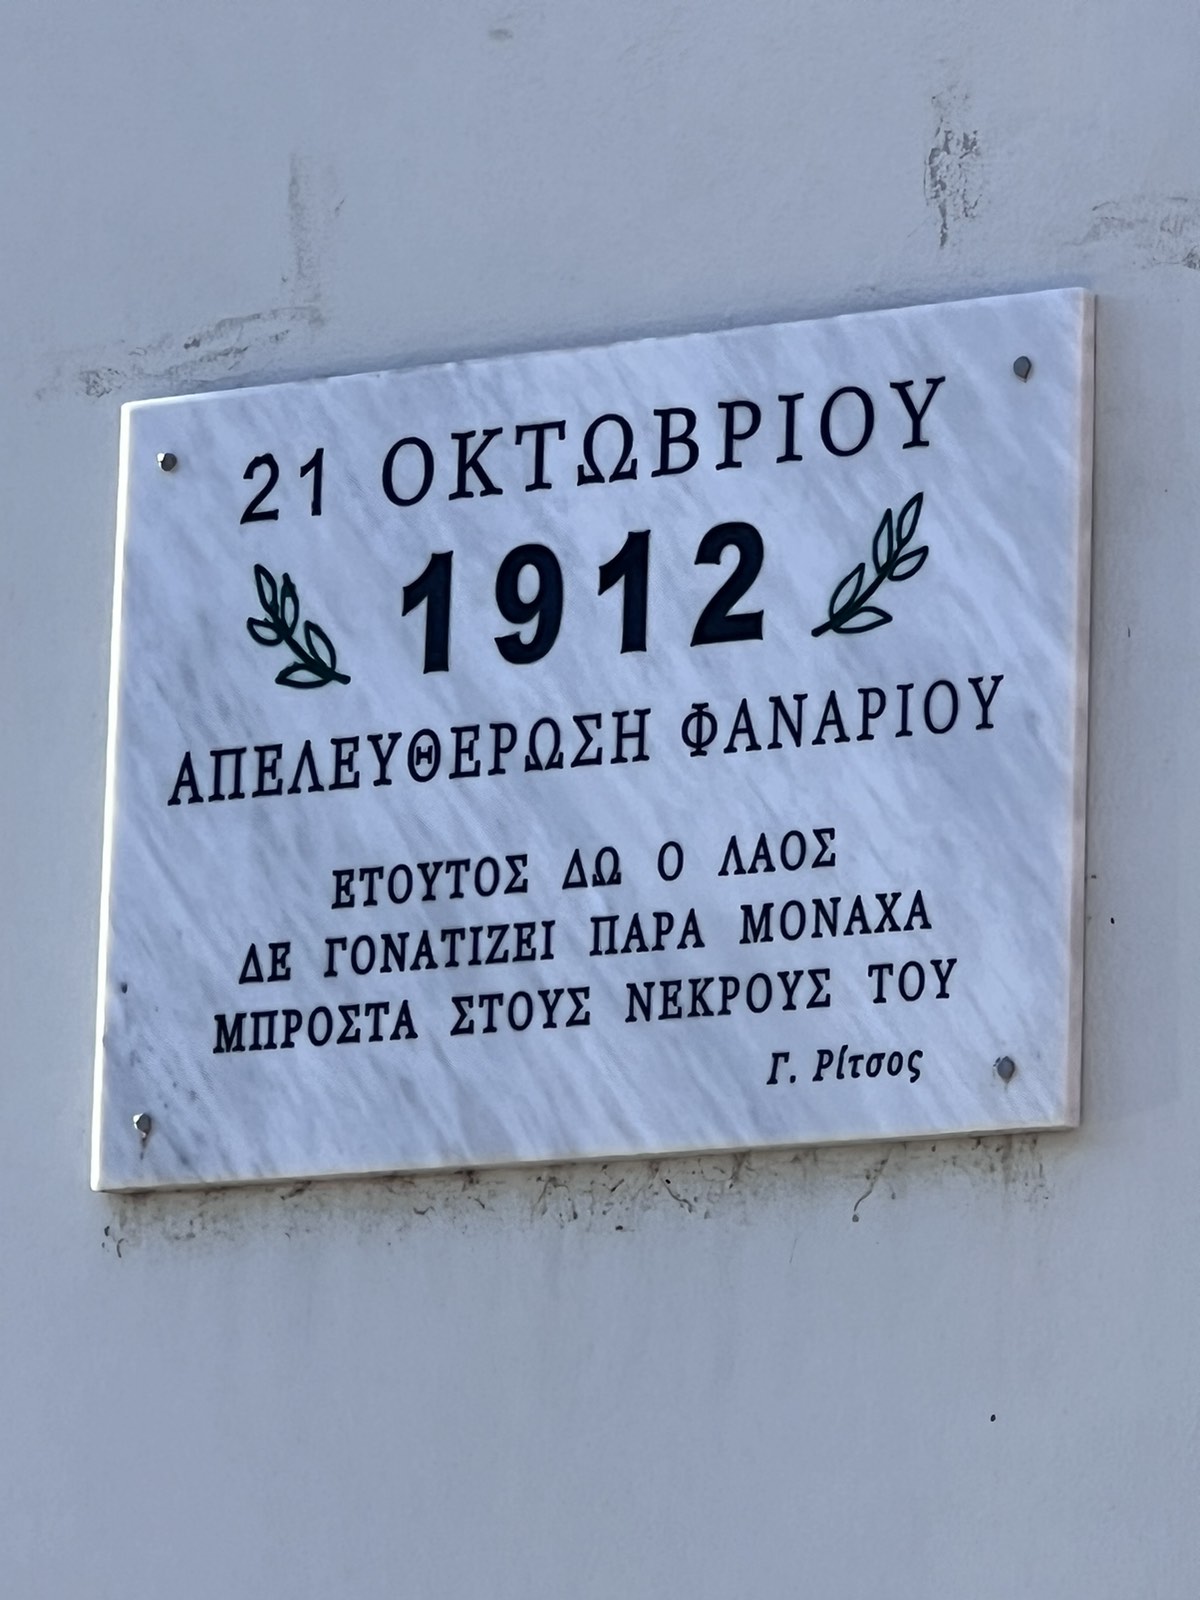 21 ΟΚΤΩΒΡΙΟΥ
1912
ΑΠΕΛΕΥΘΕΡΩΣΗ ΦΑΝΑΡΙΟΥ
ΕΤΟΥΤΟΣ ΔΩ Ο ΛΑΟΣ
ΔΕ ΓΟΝΑΤΙΖΕΙ ΠΑΡΑ ΜΟΝΑΧΑ
ΜΠΡΟΣΤΑ ΣΤΟΥΣ ΝΕΚΡΟΥΣ ΤΟΥ
Γ. Ρίτσος